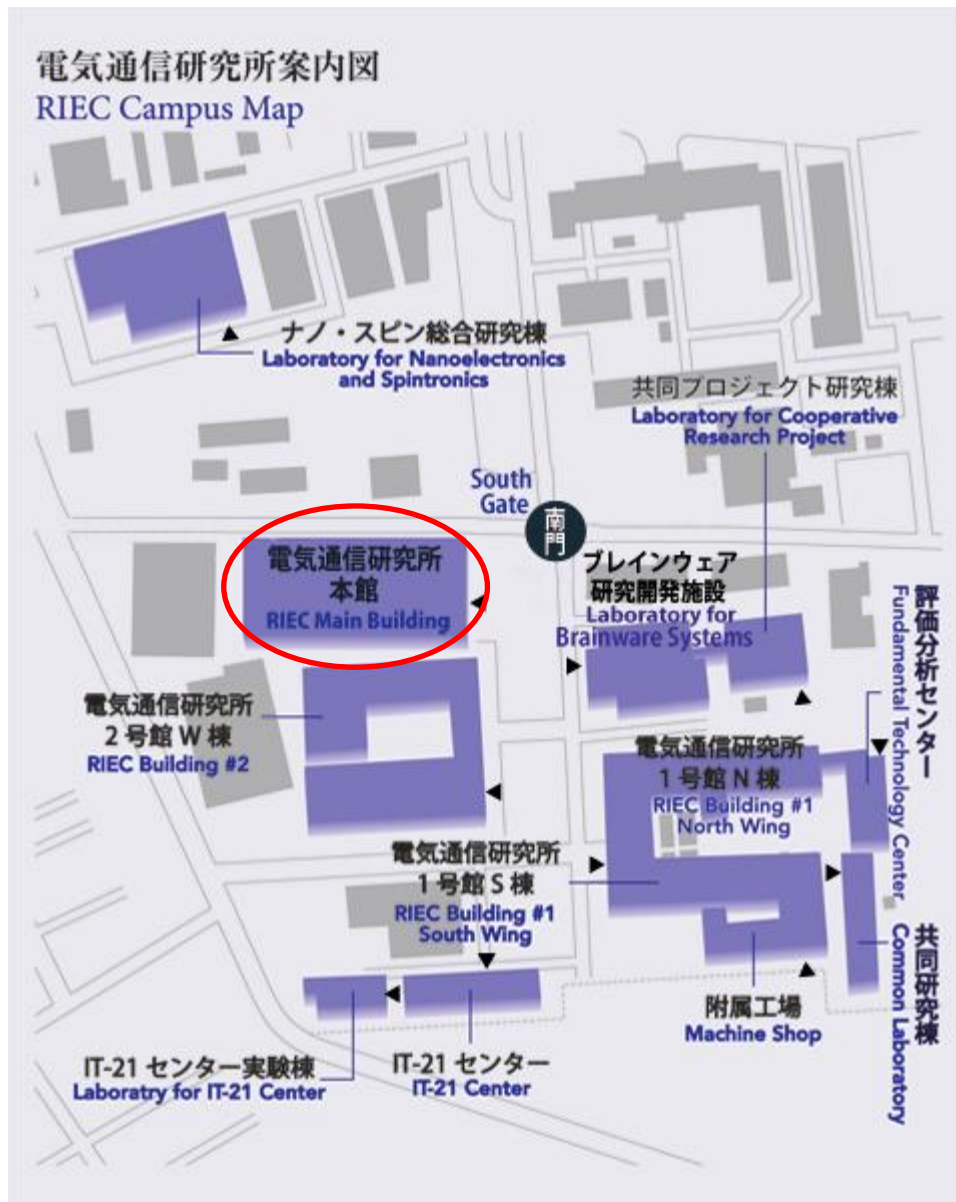 電気通信研究所案内図
RIEC Campus Map
ナノ・スピン総合研究棟
Laboratory for Nanoelectronics
and Spintronics
共同プロジェクト研究棟
Laboratory for Cooperative
Research Project
South
Gate
南門
電気通信研究所
本館
RIEC Main Building
ブレインウェア
研究開発施設
Laboratory for
Brainware Systems
評価分析センター
Fundamental Technology Center
電気通信研究所
2号館W棟
RIEC Building #2
電気通信研究所
1号館N棟
RIEC Building #1
North Wing
電気通信研究所
1号館S棟
RIEC Building #1
South Wing
共同研究棟
Common Laboratory
附属工場
Machine Shop
IT-21 センター実験棟
Laboratry for IT-21 Center
IT-21 センター
IT-21 Center